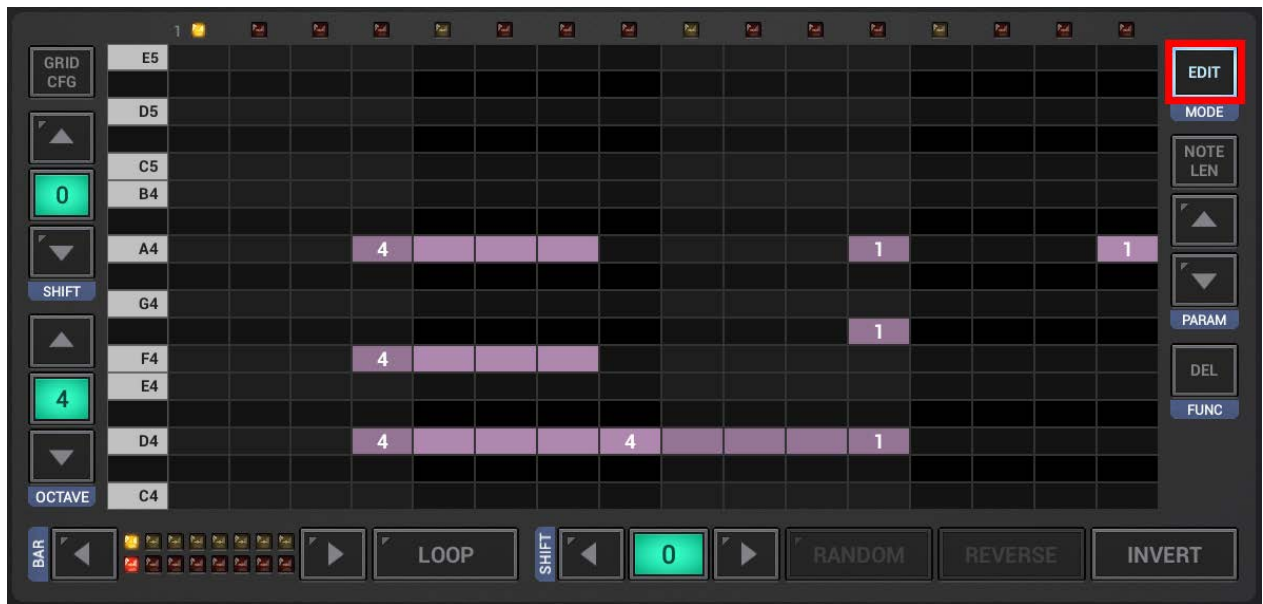 1
GRID
CFG
E5
EDIT
MODE
D5
NOTE
LEN
C5
0
B4
A4
4
1
1
SHIFT
G4
PARAM
1
F4
4
DEL
E4
4
FUNC
D4
4
4
1
OCTAVE
C4
BAR
LOOP
SHIFT
0
RANDOM
REVERSE
INVERT